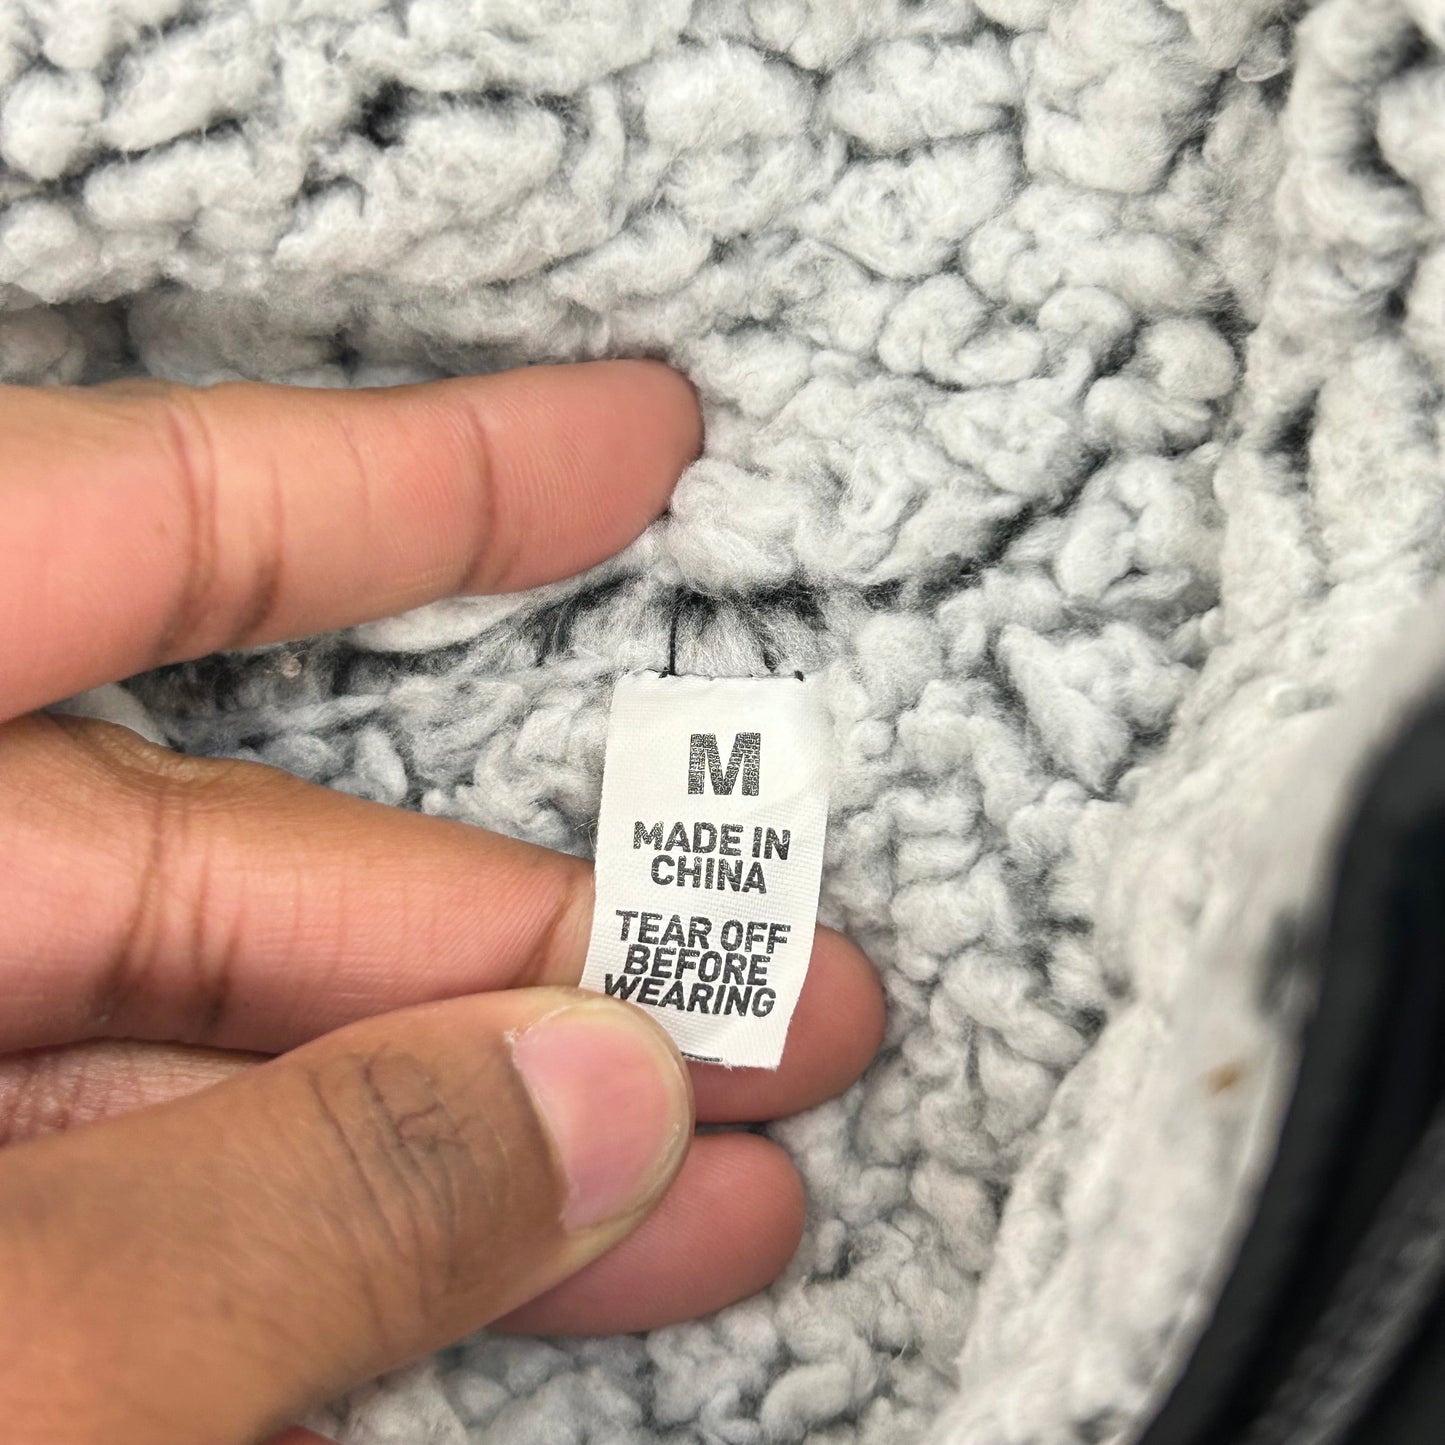 M
MADE IN
CHINA
TEAR OFF
BEFORE
WEARING